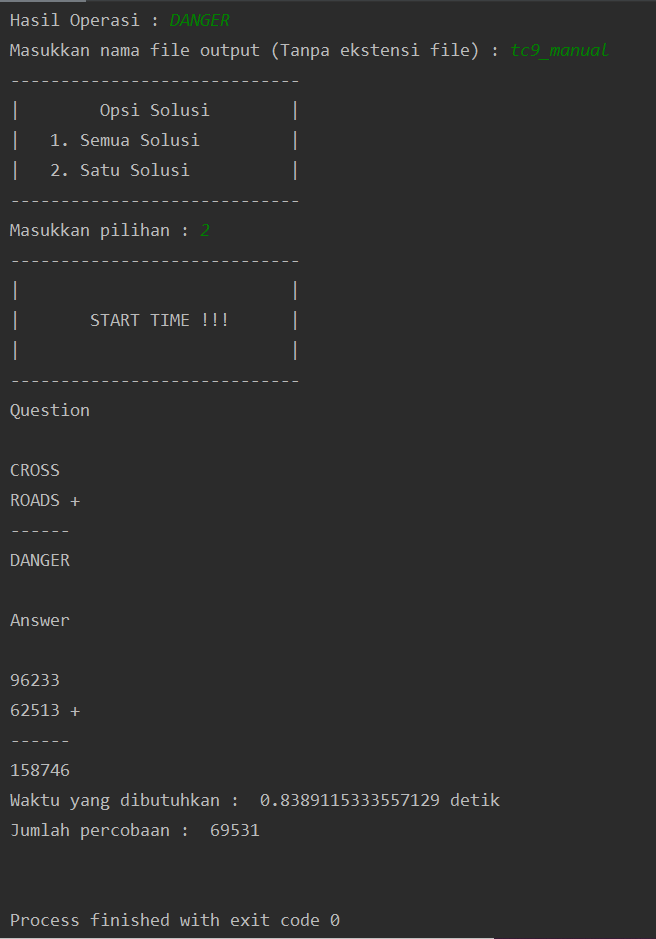 Hasil Operasi : DANGER
Masukkan nama file output (Tanpa ekstensi file) : tc9_manual
-----------------------------
|        Opsi Solusi        |
|   1. Semua Solusi         |
|   2. Satu Solusi          |
-----------------------------
Masukkan pilihan : 2
-----------------------------
|                           |
|       START TIME !!!      |
|                           |
-----------------------------
Question

CROSS
ROADS +
------
DANGER

Answer

96233
62513 +
------
158746
Waktu yang dibutuhkan :  0.8389115333557129 detik
Jumlah percobaan :  69531

Process finished with exit code 0